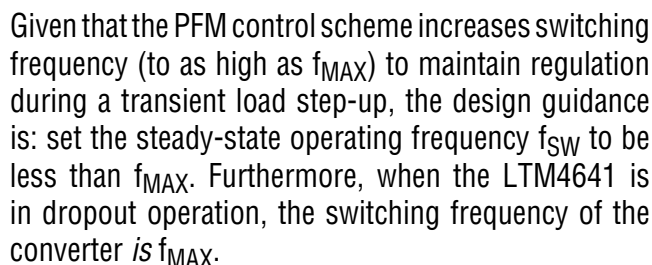 Given that the PFM control scheme increases switching
frequency (to as high as fMAX) to maintain regulation
during a transient load step-up, the design guidance
is: set the steady-state operating frequency fSW to be
less than fMAX. Furthermore, when the LTM4641 is
in dropout operation, the switching frequency of the
converter is fMAX.